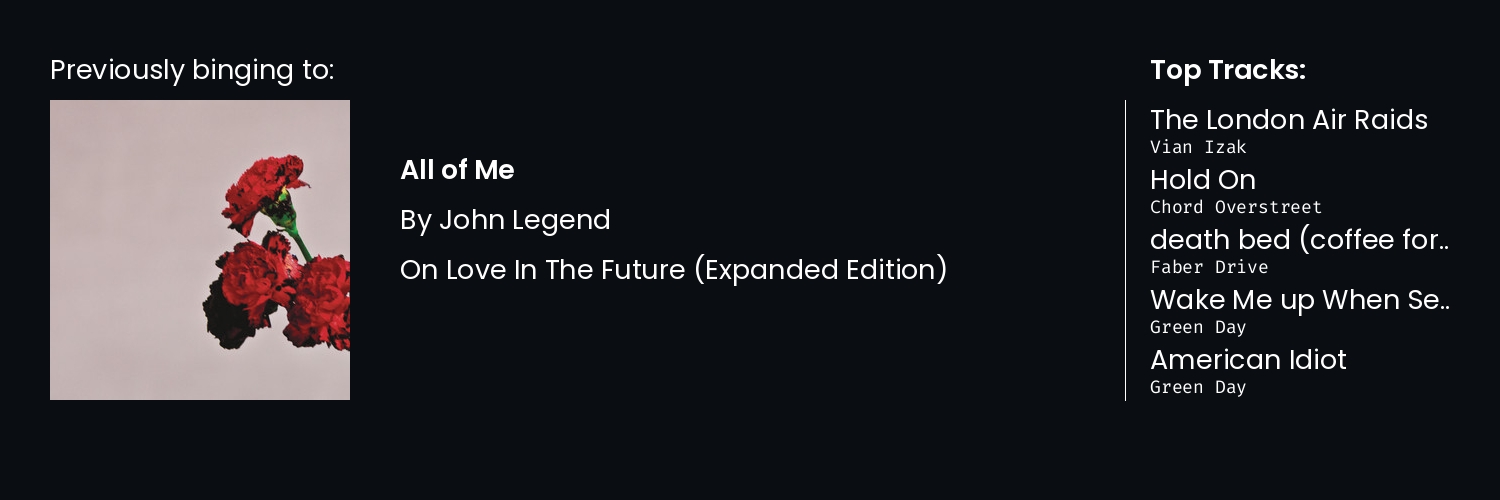 Previously binging to:
All of Me
By John Legend
On Love In The Future (Expanded Edition)
Top Tracks:
The London Air Raids
Vian Izak
Hold On
Chord Overstreet
death bed (coffee for..
Faber Drive
Wake Me up When Se..
Green Day
American Idiot
Green Day